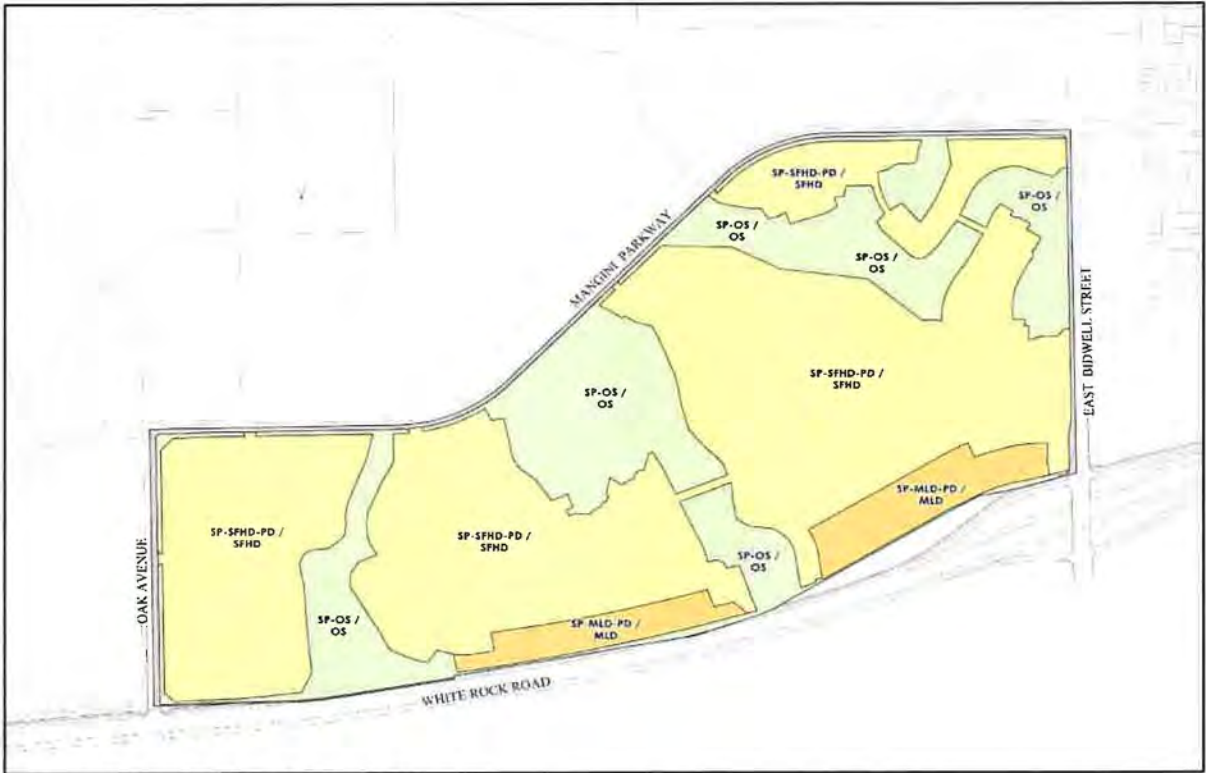 SP-SFHD-PD /
SFHD
SP-OS /
OS
SP-OS /
OS
SP-OS /
OS
MANGINI PARKWAY
EAST BIDWELL STREET
SP-SFHD-PD /
SFHD
SP-OS /
OS
SP-MLD-PD /
MLD
SP-SFHD-PD /
SFHD
SP-SFHD-PD /
SFHD
SP-OS /
OS
OAK AVENUE
SP-OS /
OS
SP-MLD-PD /
MLD
WHITE ROCK ROAD